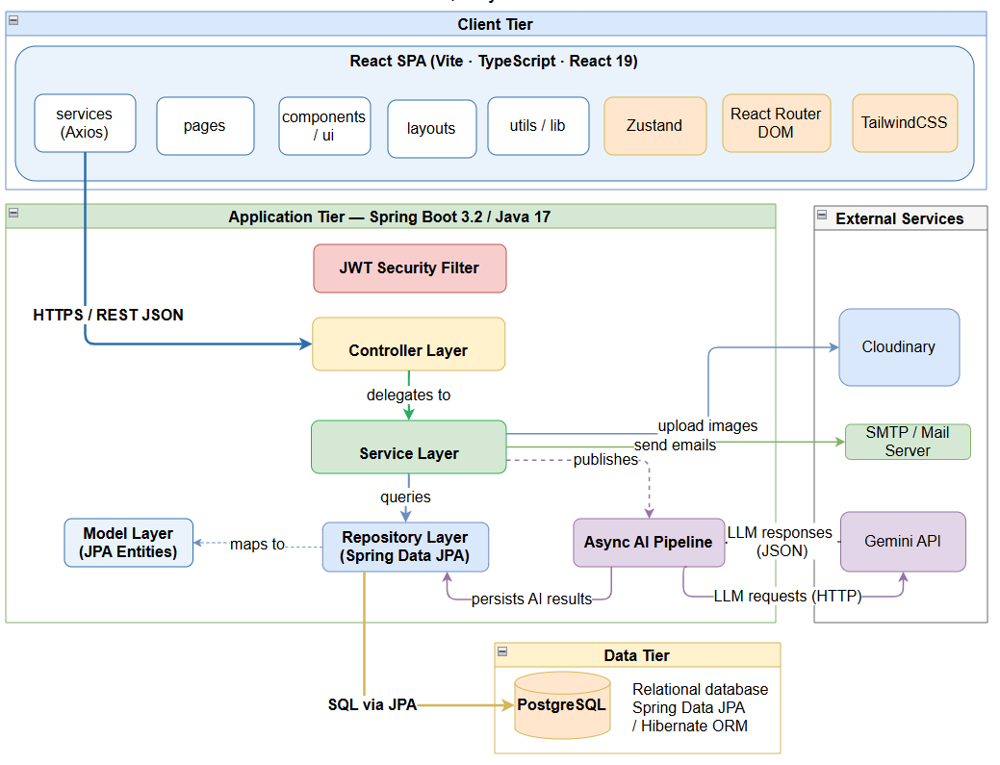 Client Tier
React SPA (Vite · TypeScript · React 19)
services
(Axios)
pages
components
/ ui
layouts
utils / lib
Zustand
React Router
DOM
TailwindCSS
Application Tier — Spring Boot 3.2 / Java 17
External Services
JWT Security Filter
HTTPS / REST JSON
Controller Layer
Cloudinary
delegates to
upload images
send emails
SMTP / Mail
Server
Service Layer
publishes
queries
Model Layer
(JPA Entities)
maps to
Repository Layer
(Spring Data JPA)
Async AI Pipeline
LLM responses
(JSON)
Gemini API
persists AI results
LLM requests (HTTP)
Data Tier
SQL via JPA
PostgreSQL
Relational database
Spring Data JPA
/ Hibernate ORM